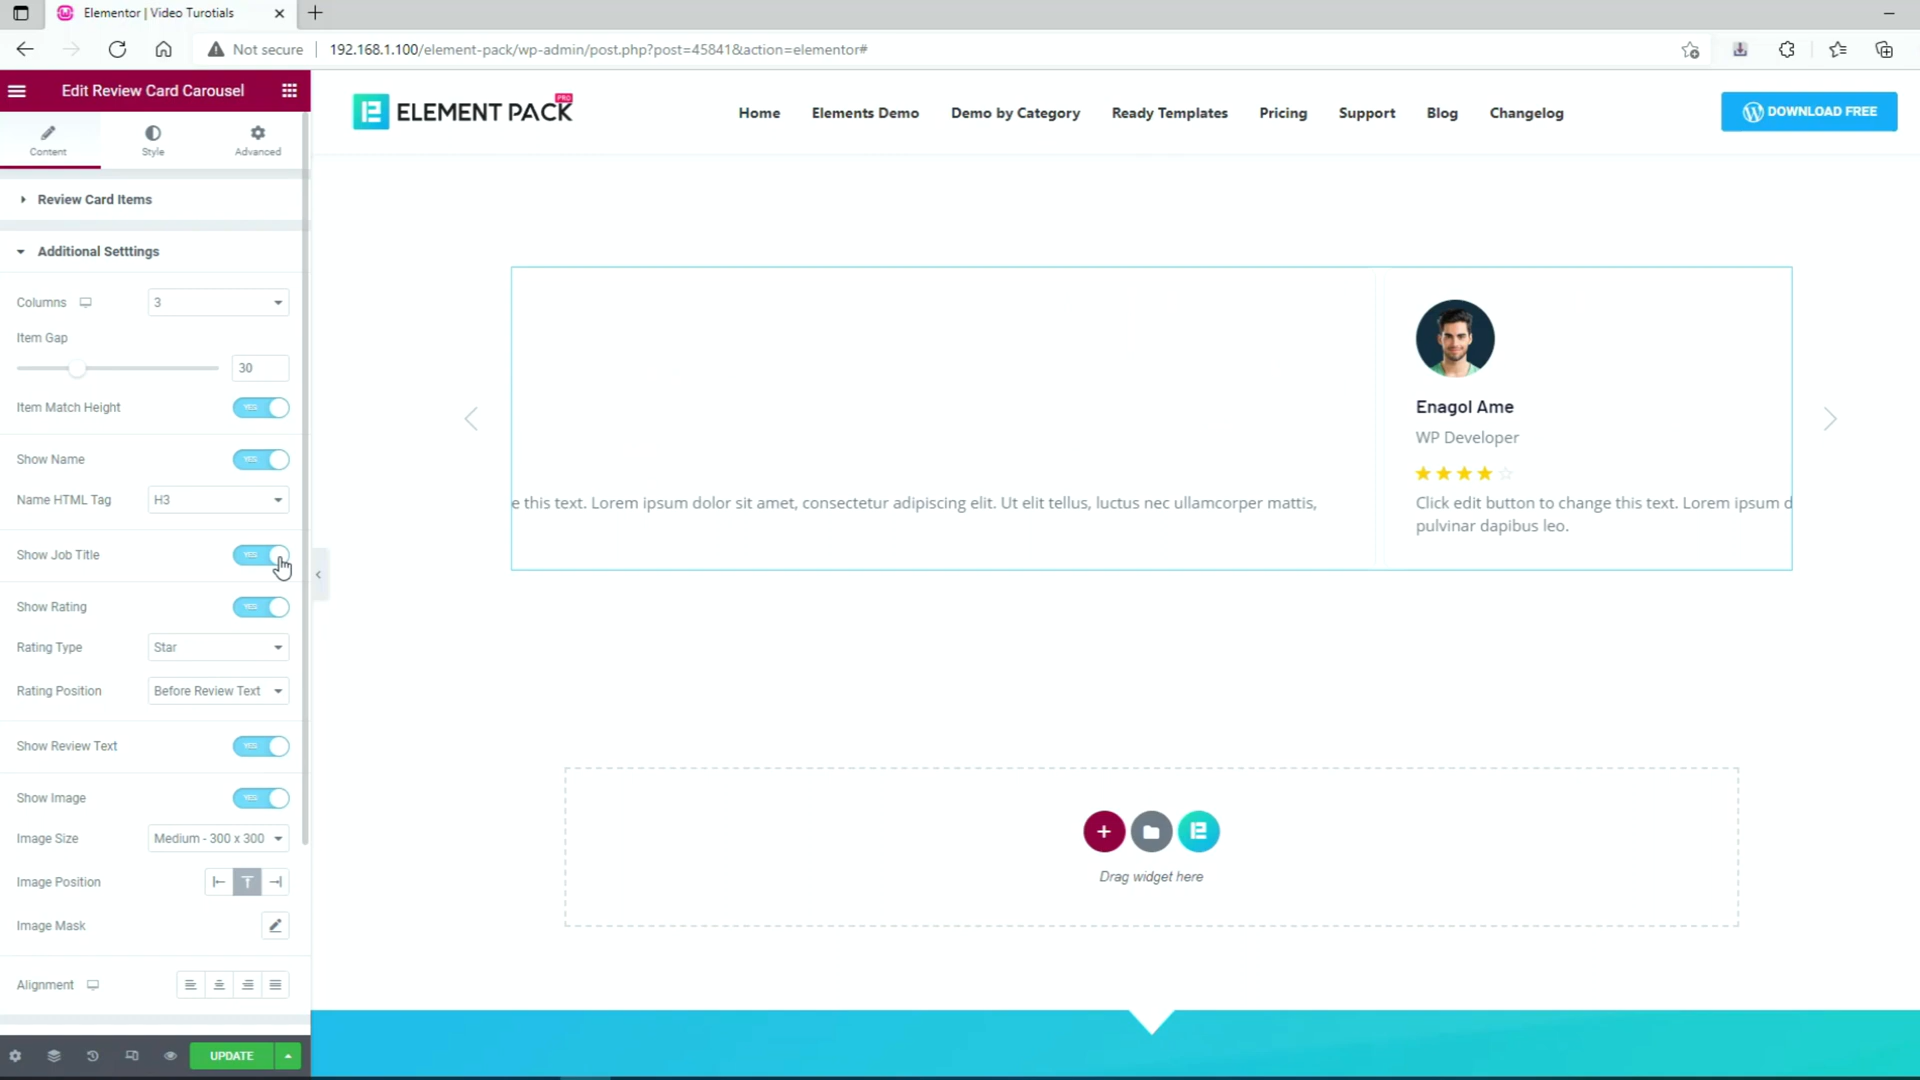 Elementor | Video Turotials
Not secure
192.168.1.100/element-pack/wp-admin/post.php?post=45841&action=elementor#
Edit Review Card Carousel
Content
Style
Advanced
Review Card Items
Additional Setttings
Columns
3
Item Gap
30
Item Match Height
YES
Show Name
YES
Name HTML Tag
H3
Show Job Title
YES
Show Rating
YES
Rating Type
Star
Rating Position
Before Review Text
Show Review Text
YES
Show Image
YES
Image Size
Medium - 300 x 300
Image Position
Image Mask
Alignment
UPDATE
ELEMENT PACK
PRO
Home
Elements Demo
Demo by Category
Ready Templates
Pricing
Support
Blog
Changelog
DOWNLOAD FREE
e this text. Lorem ipsum dolor sit amet, consectetur adipiscing elit. Ut elit tellus, luctus nec ullamcorper mattis,
Enagol Ame
WP Developer
Click edit button to change this text. Lorem ipsum d
pulvinar dapibus leo.
Drag widget here